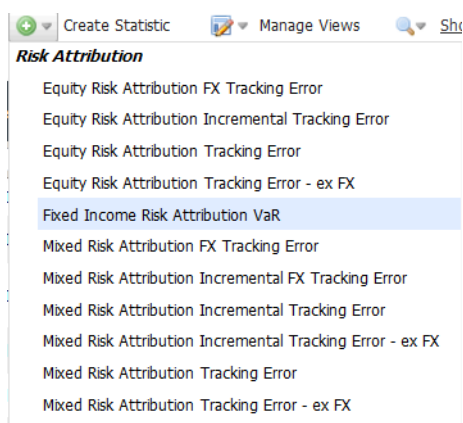 Create Statistic Manage Views Sho
Risk Attribution
Equity Risk Attribution FX Tracking Error
Equity Risk Attribution Incremental Tracking Error
Equity Risk Attribution Tracking Error
Equity Risk Attribution Tracking Error - ex FX
Fixed Income Risk Attribution VaR
Mixed Risk Attribution FX Tracking Error
Mixed Risk Attribution Incremental FX Tracking Error
Mixed Risk Attribution Incremental Tracking Error
Mixed Risk Attribution Incremental Tracking Error - ex FX
Mixed Risk Attribution Tracking Error
Mixed Risk Attribution Tracking Error - ex FX